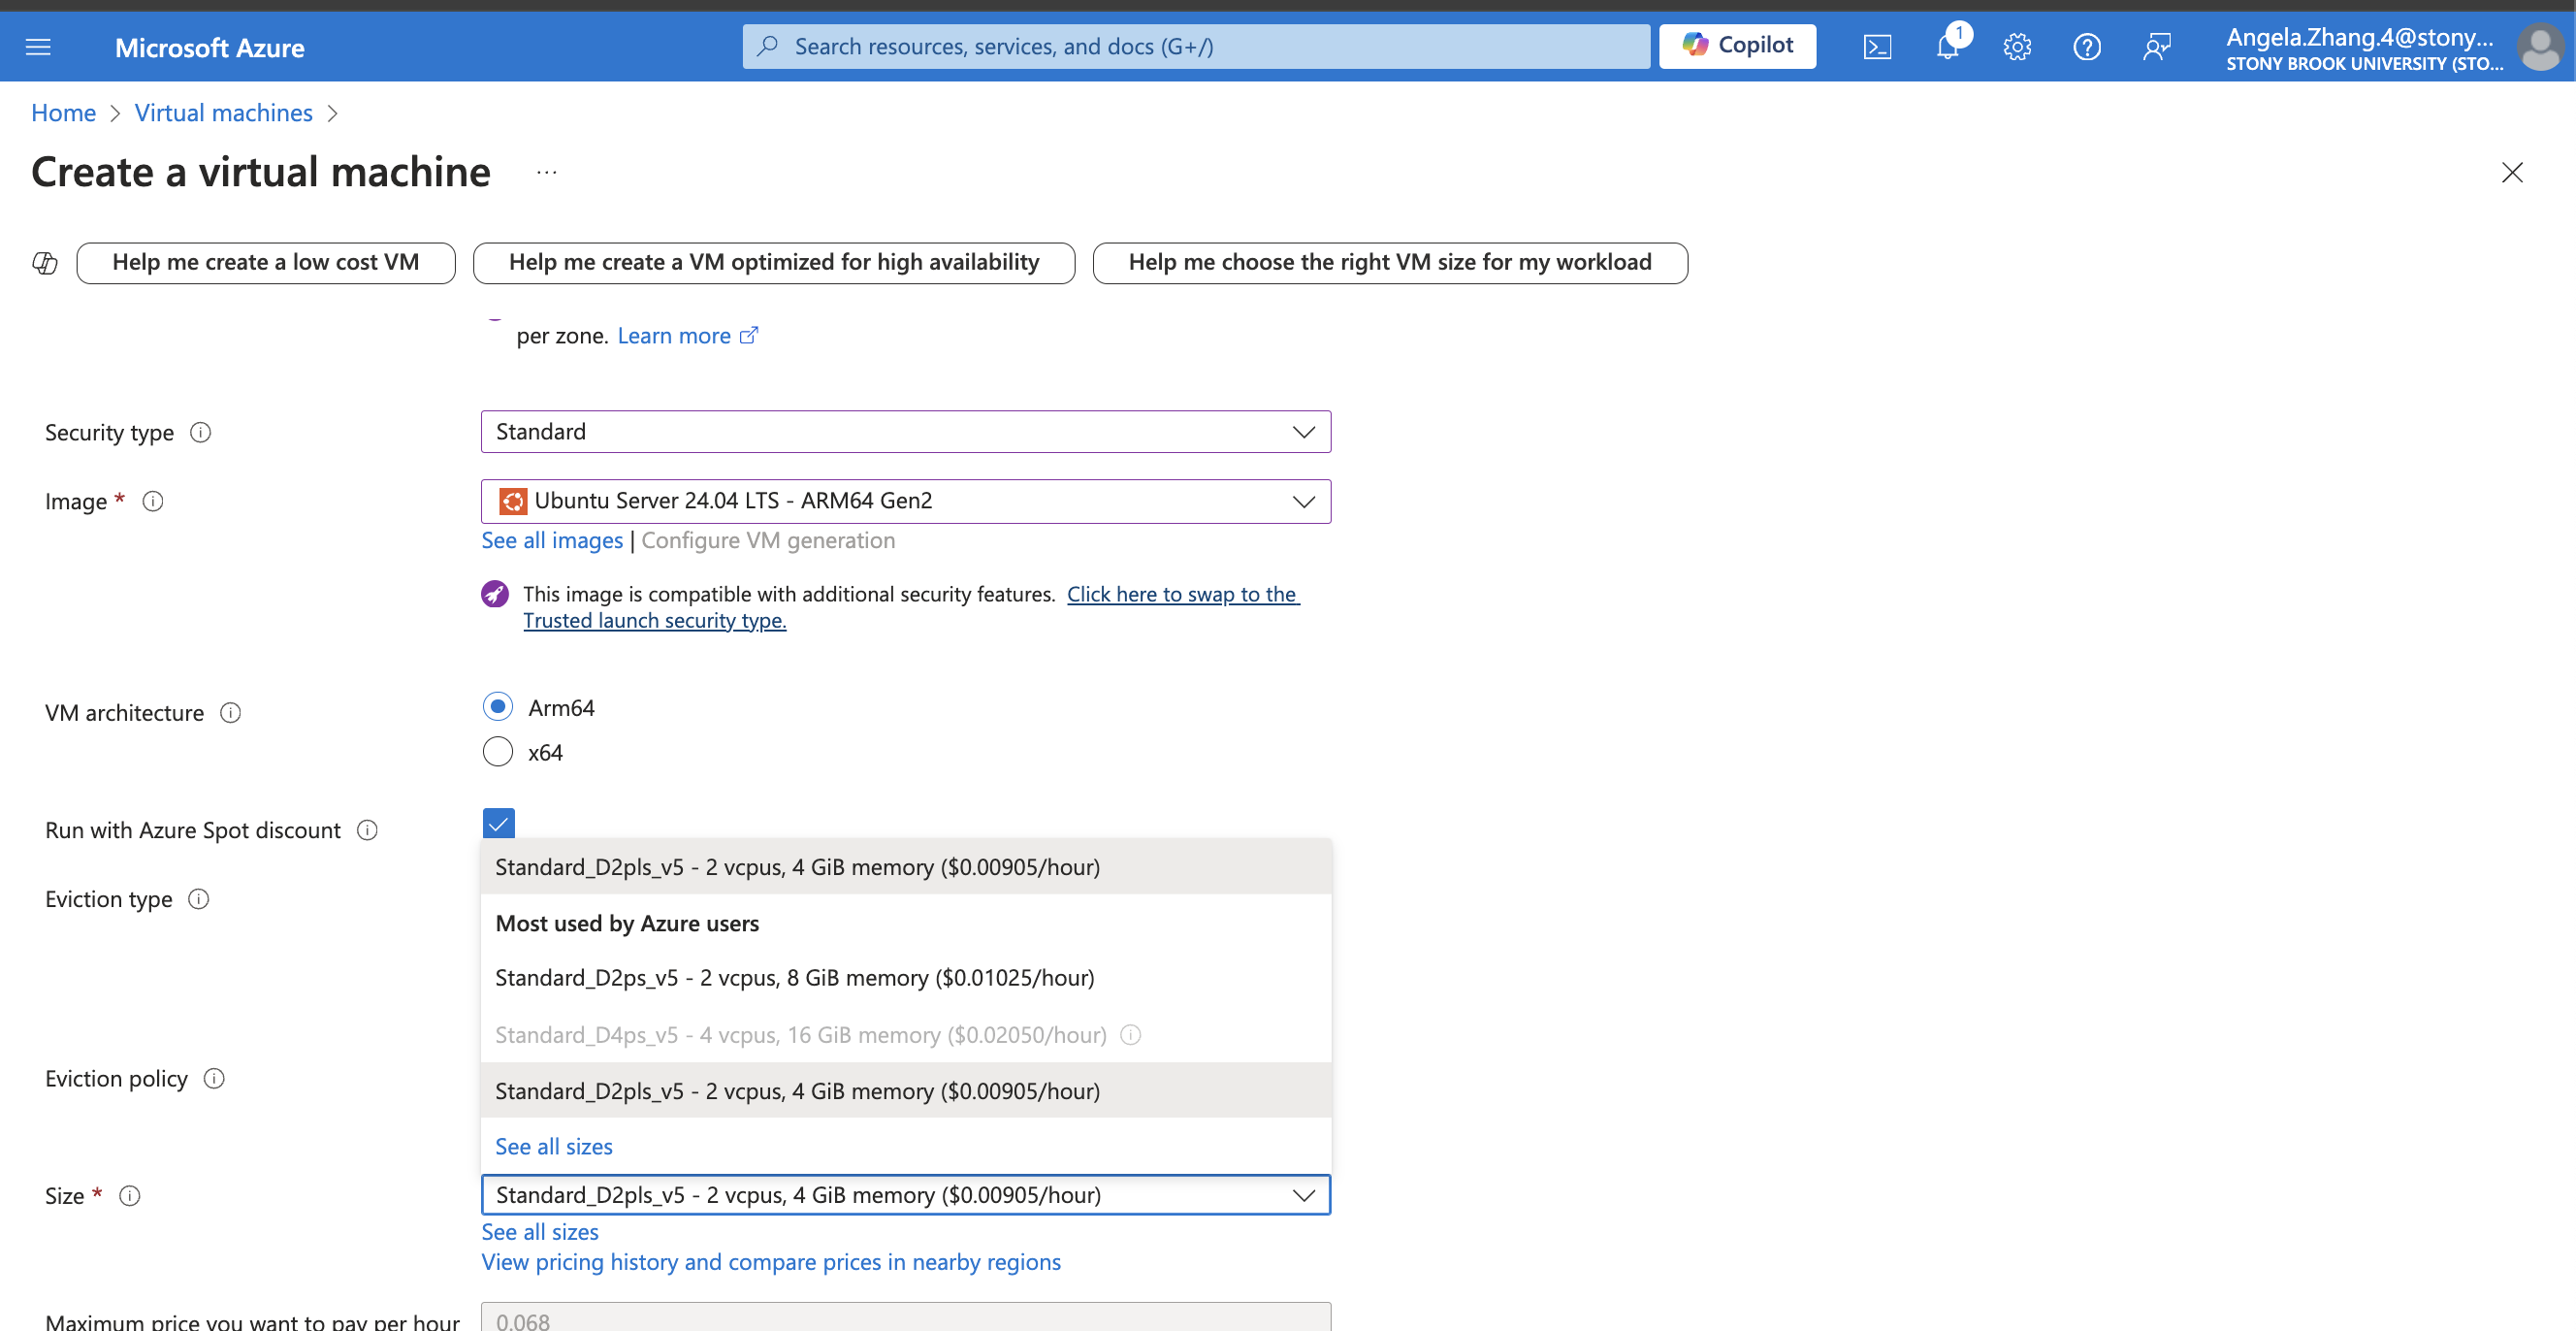 Microsoft Azure
Search resources, services, and docs (G+/)
Copilot
1
Angela.Zhang.4@stony...
STONY BROOK UNIVERSITY (STO...
Home > Virtual machines >
Create a virtual machine ...
Help me create a low cost VM
Help me create a VM optimized for high availability
Help me choose the right VM size for my workload
per zone. Learn more
Security type
Standard
Image *
Ubuntu Server 24.04 LTS - ARM64 Gen2
See all images | Configure VM generation
This image is compatible with additional security features. Click here to swap to the
Trusted launch security type.
VM architecture
Arm64
x64
Run with Azure Spot discount
Standard_D2pls_v5 - 2 vcpus, 4 GiB memory ($0.00905/hour)
Eviction type
Most used by Azure users
Standard_D2ps_v5 - 2 vcpus, 8 GiB memory ($0.01025/hour)
Standard_D4ps_v5 - 4 vcpus, 16 GiB memory ($0.02050/hour)
Eviction policy
Standard_D2pls_v5 - 2 vcpus, 4 GiB memory ($0.00905/hour)
See all sizes
Size *
Standard_D2pls_v5 - 2 vcpus, 4 GiB memory ($0.00905/hour)
See all sizes
View pricing history and compare prices in nearby regions
Maximum price you want to pay per hour
0.068